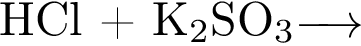 HCl + K₂SO₃ ⟶